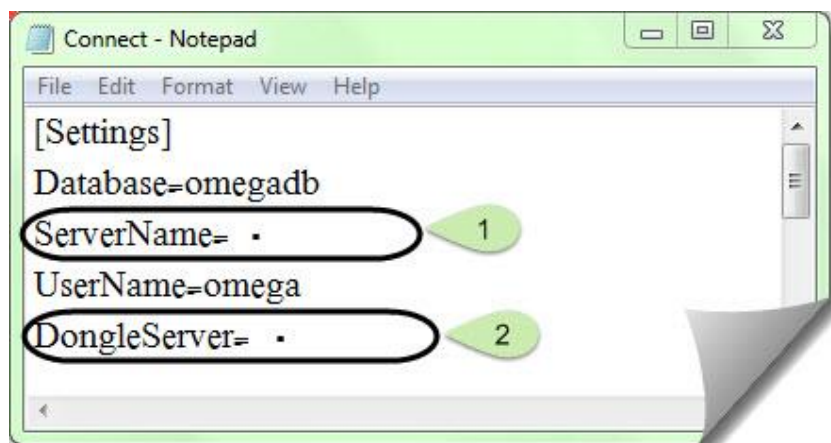 Connect - Notepad
File Edit Format View Help
[Settings]
Database=omegadb
ServerName= .
1
UserName=omega
DongleServer= .
2